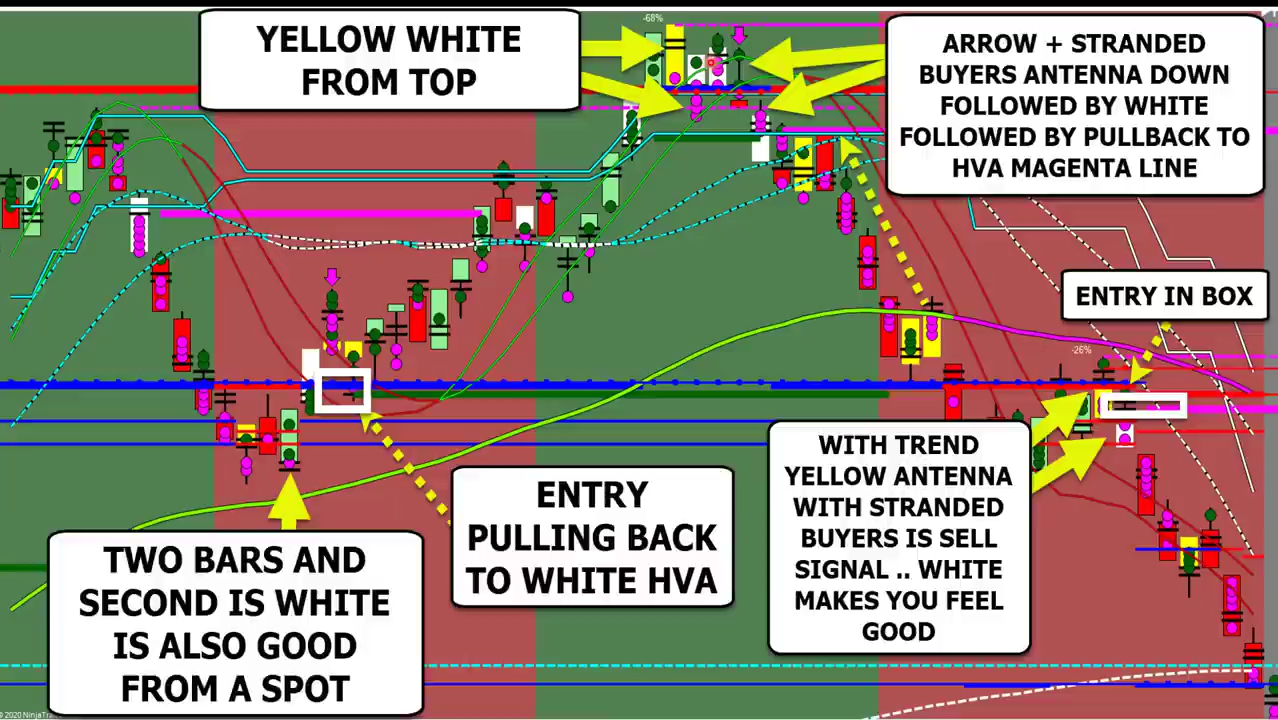 -68%
YELLOW WHITE
FROM TOP
ARROW + STRANDED
BUYERS ANTENNA DOWN
FOLLOWED BY WHITE
FOLLOWED BY PULLBACK TO
HVA MAGENTA LINE
ENTRY IN BOX
-26%
WITH TREND
YELLOW ANTENNA
WITH STRANDED
BUYERS IS SELL
SIGNAL .. WHITE
MAKES YOU FEEL
GOOD
ENTRY
PULLING BACK
TO WHITE HVA
TWO BARS AND
SECOND IS WHITE
IS ALSO GOOD
FROM A SPOT
© 2020 NinjaTra